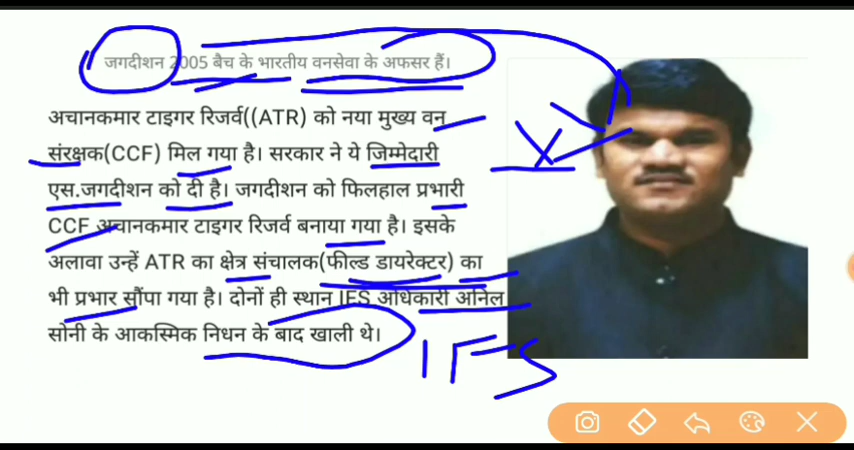 जगदीशन 2005 बैच के भारतीय वनसेवा के अफसर हैं।
अचानकमार टाइगर रिजर्व((ATR) को नया मुख्य वन
संरक्षक(CCF) मिल गया है। सरकार ने ये जिम्मेदारी
एस.जगदीशन को दी है। जगदीशन को फिलहाल प्रभारी
CCF अचानकमार टाइगर रिजर्व बनाया गया है। इसके
अलावा उन्हें ATR का क्षेत्र संचालक(फील्ड डायरेक्टर) का
भी प्रभार सौंपा गया है। दोनों ही स्थान IFS अधिकारी अनिल
सोनी के आकस्मिक निधन के बाद खाली थे।
IFS